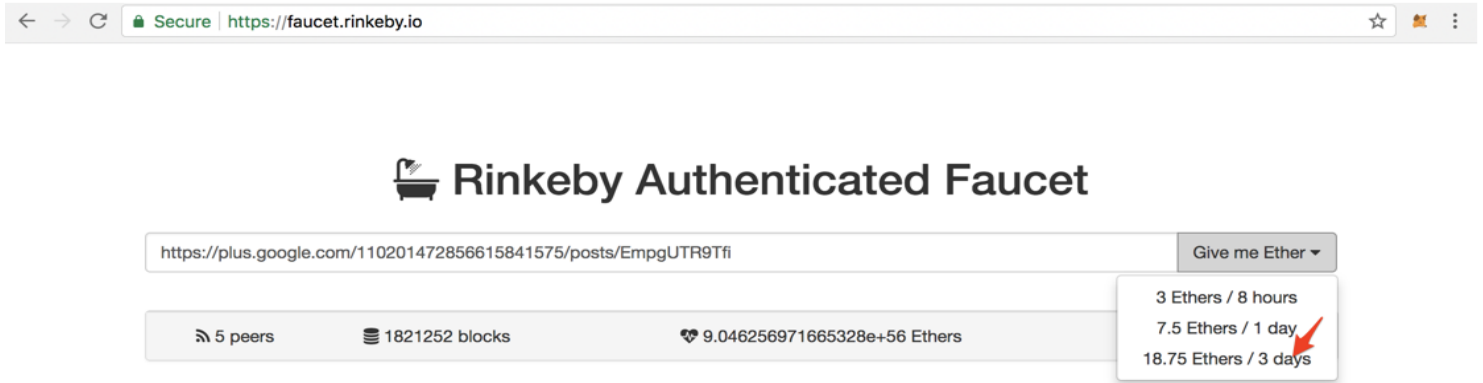 Secure https://faucet.rinkeby.io
Rinkeby Authenticated Faucet
https://plus.google.com/110201472856615841575/posts/EmpgUTR9Tfi
Give me Ether
3 Ethers / 8 hours
7.5 Ethers / 1 day
18.75 Ethers / 3 days
5 peers 1821252 blocks 9.046256971665328e+56 Ethers